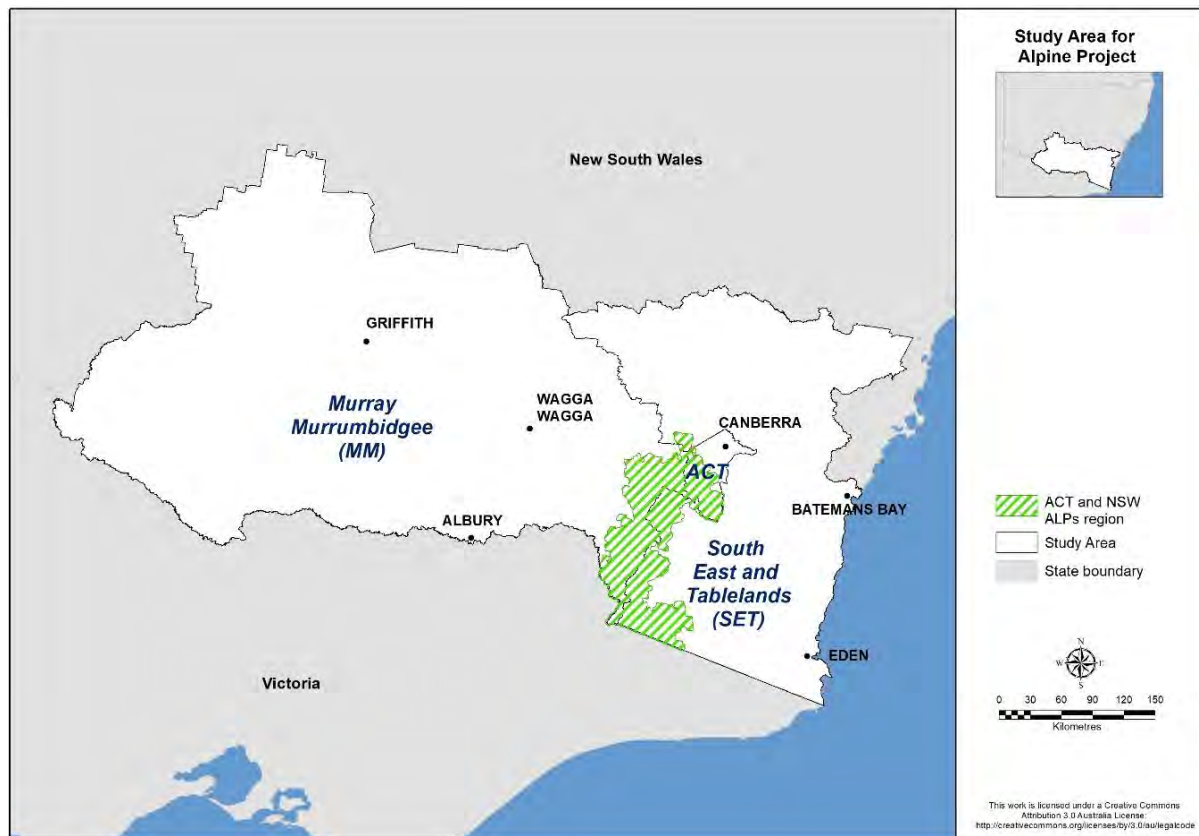 Study Area for
Alpine Project
New South Wales
GRIFFITH
Murray
Murrumbidgee
(MM)
WAGGA
WAGGA
CANBERRA
ACT
BATEMANS BAY
ALBURY
South
East and
Tablelands
(SET)
EDEN
Victoria
ACT and NSW
ALPs region
Study Area
State boundary
N
W E
S
0 30 60 90 120 150
Kilometres
This work is licensed under a Creative Commons
Attribution 3.0 Australia License:
http://creativecommons.org/licenses/by/3.0/au/legalcode